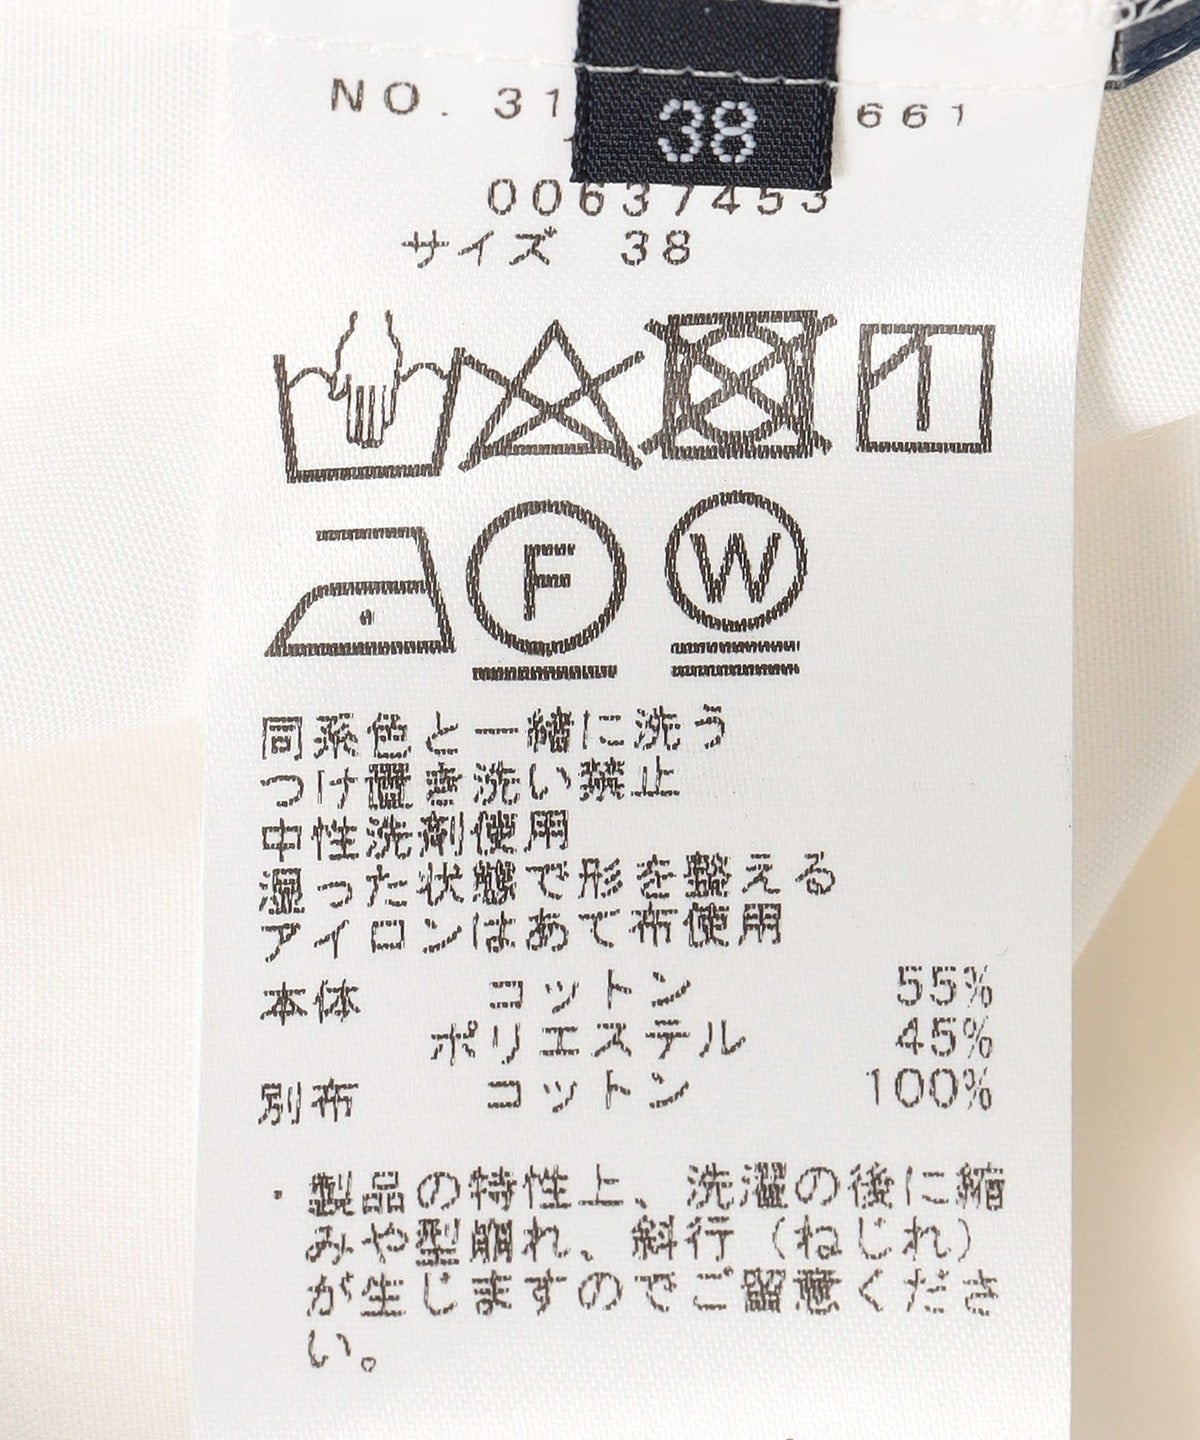 NO. 31 661
38
00637453
サイズ 38
F
W
同系色と一緒に洗う
つけ置き洗い禁止
中性洗剤使用
湿った状態で形を整える
アイロンはあて布使用
本体 コットン 55%
ポリエステル 45%
別布 コットン 100%
・製品の特性上、洗濯の後に縮
みや型崩れ、斜行(ねじれ)
が生じますのでご留意くださ
い。